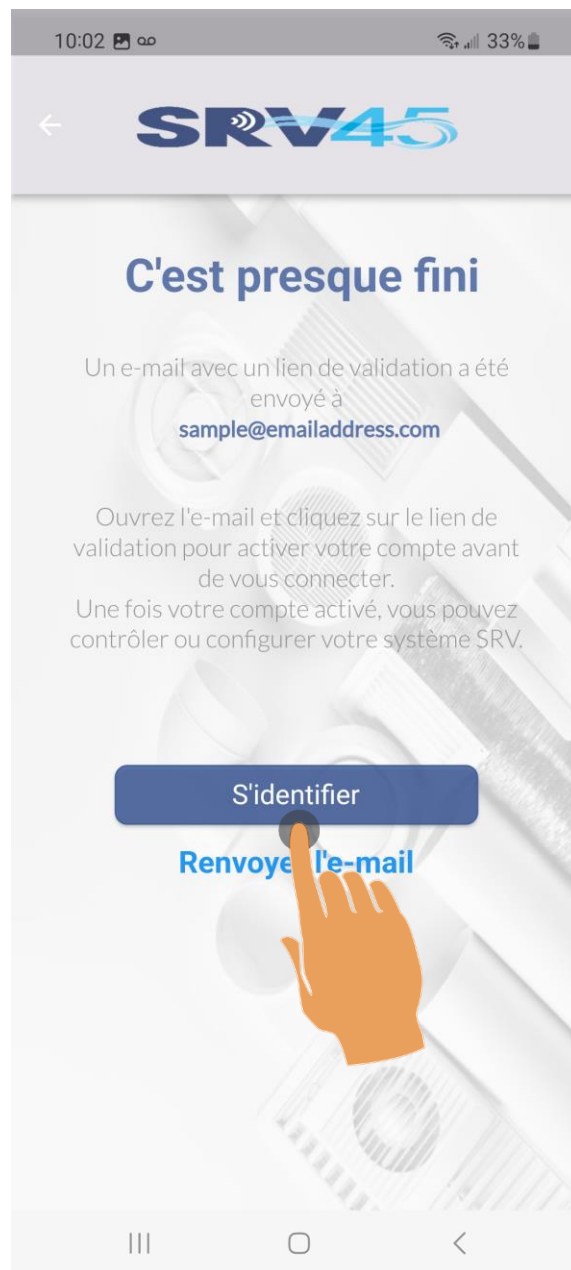 10:02 33%
SRV45
C'est presque fini
Un e-mail avec un lien de validation a été
envoyé à
sample@emailaddress.com
Ouvrez l'e-mail et cliquez sur le lien de
validation pour activer votre compte avant
de vous connecter.
Une fois votre compte activé, vous pouvez
contrôler ou configurer votre système SRV.
S'identifier
Renvoyer l'e-mail